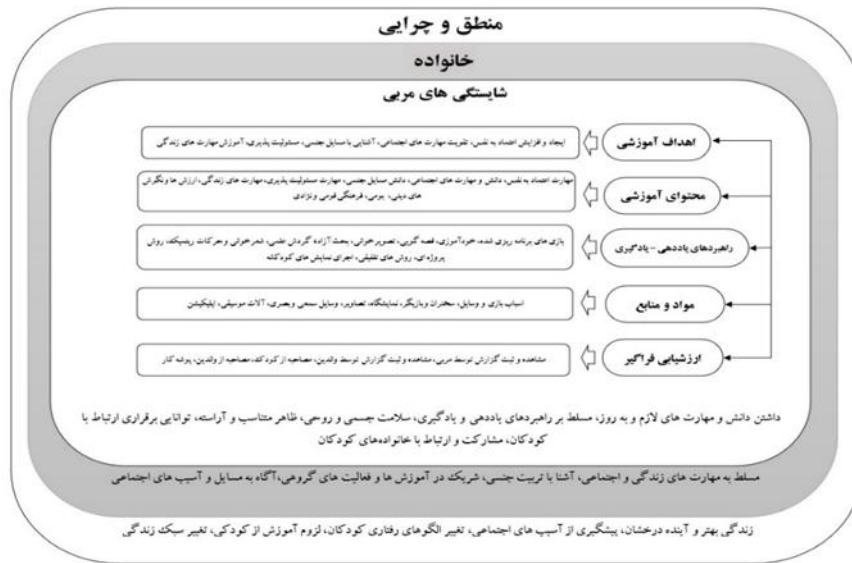 منطق و چرایی
خانواده
شایستگی های مربی
اهداف آموزشی
ایجاد و افزایش اعتماد به نفس، تقویت مهارت های اجتماعی، آشنایی با مسایل جنسی، مسئولیت پذیری، آموزش مهارت های زندگی
محتوای آموزشی
مهارت اعتماد به نفس، دانش و مهارت های اجتماعی، دانش مسایل جنسی، مهارت مسئولیت پذیری، مهارت های زندگی، ارزش ها ونگرش
های دینی، بومی، فرهنگی قومی و نژادی
راهبردهای یاددهی - یادگیری
بازی های برنامه ریزی شده، خودآموزی، قصه گویی، تصویر خوانی، بحث آزاد، گردش علمی، شعر خوانی و حرکات ریتمیک، روش
پروژه ای، روش های تلفیقی، اجرای نمایش های کودکانه
مواد و منابع
اسباب بازی و وسایل، سخنران وبازیگر، نمایشگاه، تصاویر، وسایل سمعی وبصری، آلات موسیقی، اپلیکیشن
ارزشیابی فراگیر
مشاهده و ثبت گزارش توسط مربی، مشاهده و ثبت گزارش توسط والدین، مصاحبه از کودک، مصاحبه از والدین، پوشه کار
داشتن دانش و مهارت های لازم و به روز، مسلط بر راهبردهای یاددهی و یادگیری، سلامت جسمی و روحی، ظاهر متناسب و آراسته، توانایی برقراری ارتباط با
کودکان، مشارکت و ارتباط با خانواده‌های کودکان
مسلط به مهارت های زندگی و اجتماعی، آشنا با تربیت جنسی، شریک در آموزش ها و فعالیت های گروهی،آگاه به مسایل و آسیب های اجتماعی
زندگی بهتر و آینده درخشان، پیشگیری از آسیب های اجتماعی، تغییر الگوهای رفتاری کودکان، لزوم آموزش از کودکی، تغییر سبک زندگی